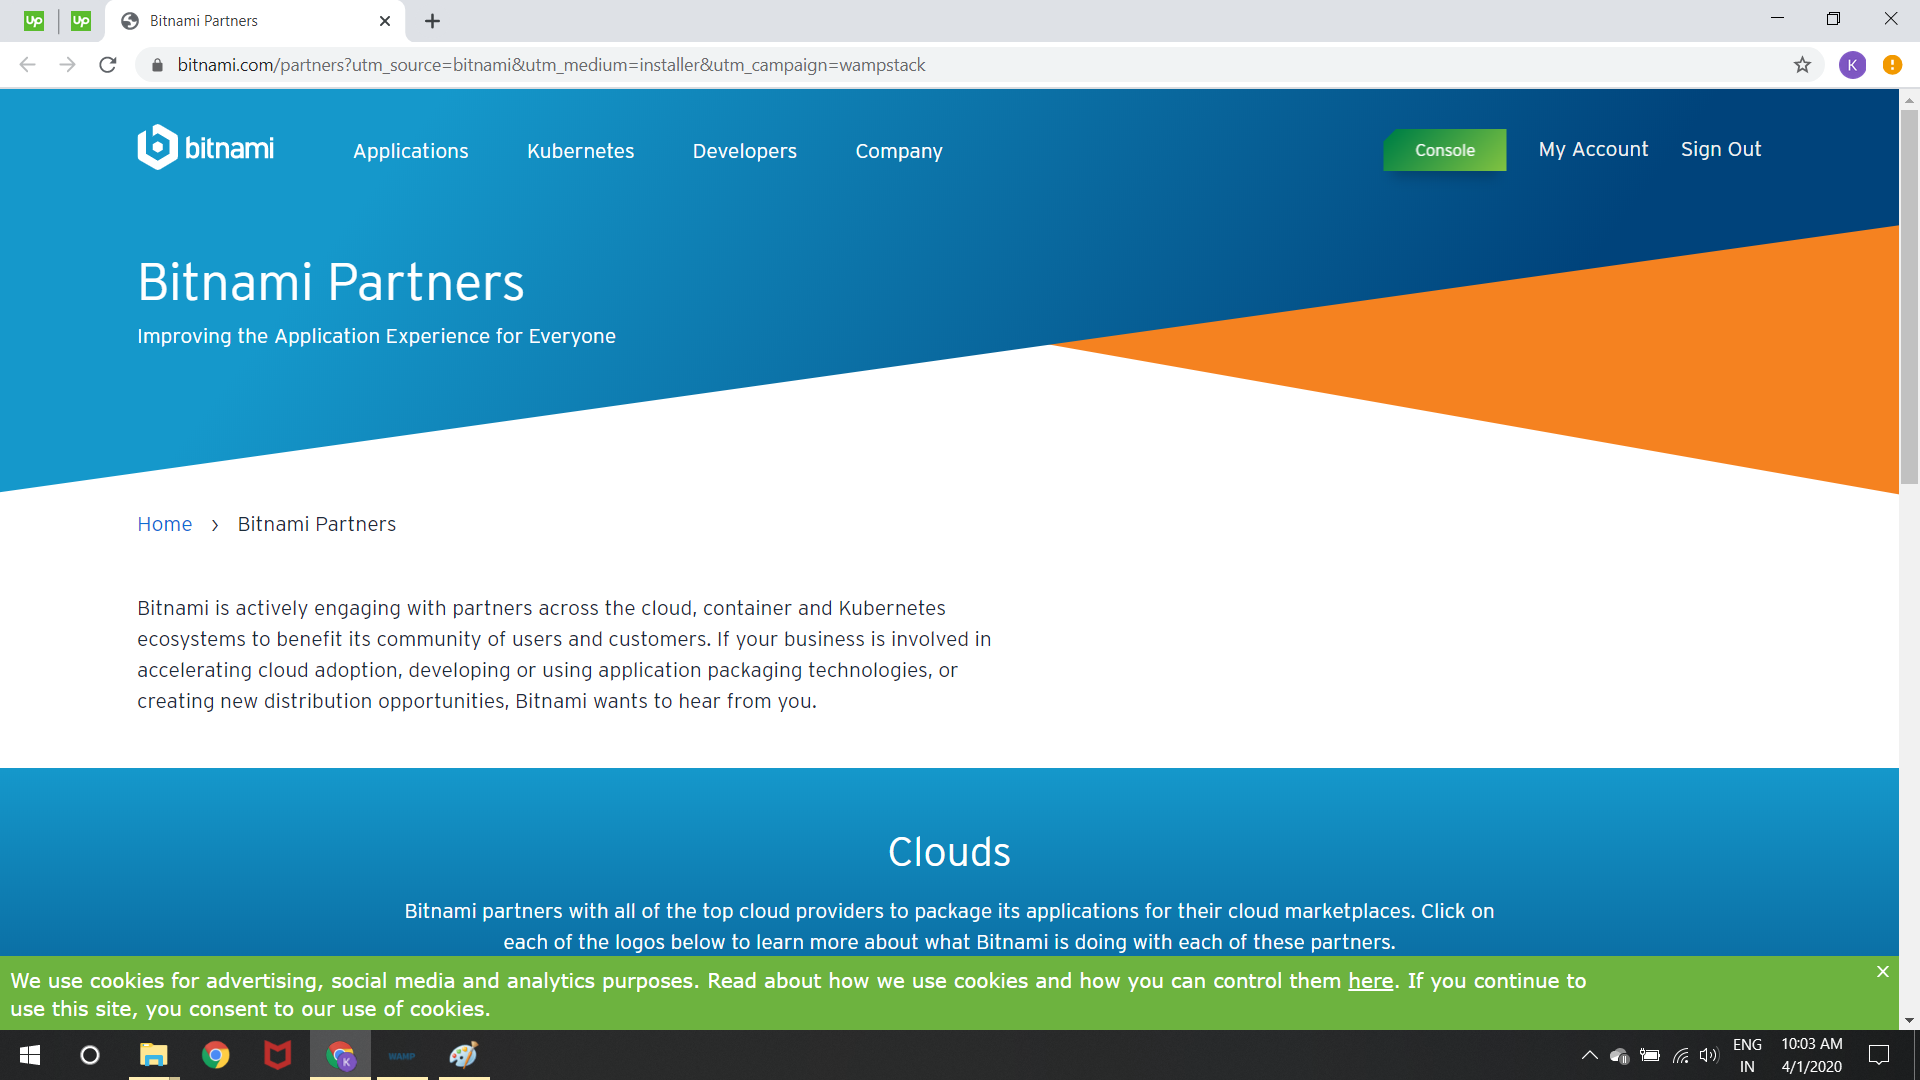 up
up
Bitnami Partners
bitnami.com/partners?utm_source=bitnami&utm_medium=installer&utm_campaign=wampstack
K
bitnami
Applications
Kubernetes
Developers
Company
Console
My Account
Sign Out
Bitnami Partners
Improving the Application Experience for Everyone
Home › Bitnami Partners
Bitnami is actively engaging with partners across the cloud, container and Kubernetes
ecosystems to benefit its community of users and customers. If your business is involved in
accelerating cloud adoption, developing or using application packaging technologies, or
creating new distribution opportunities, Bitnami wants to hear from you.
Clouds
Bitnami partners with all of the top cloud providers to package its applications for their cloud marketplaces. Click on
each of the logos below to learn more about what Bitnami is doing with each of these partners.
We use cookies for advertising, social media and analytics purposes. Read about how we use cookies and how you can control them here. If you continue to
use this site, you consent to our use of cookies.
K
WAMP
ENG
IN
10:03 AM
4/1/2020